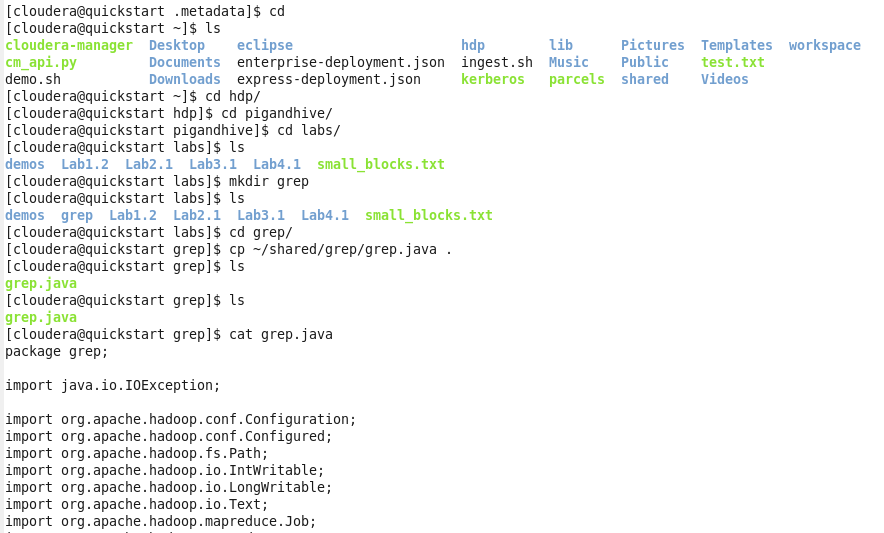 [cloudera@quickstart .metadata]$ cd
[cloudera@quickstart ~]$ ls
cloudera-manager  Desktop    eclipse                     hdp        lib      Pictures  Templates  workspace
cm_api.py         Documents  enterprise-deployment.json  ingest.sh  Music    Public    test.txt
demo.sh           Downloads  express-deployment.json     kerberos   parcels  shared    Videos
[cloudera@quickstart ~]$ cd hdp/
[cloudera@quickstart hdp]$ cd pigandhive/
[cloudera@quickstart pigandhive]$ cd labs/
[cloudera@quickstart labs]$ ls
demos  Lab1.2  Lab2.1  Lab3.1  Lab4.1  small_blocks.txt
[cloudera@quickstart labs]$ mkdir grep
[cloudera@quickstart labs]$ ls
demos  grep  Lab1.2  Lab2.1  Lab3.1  Lab4.1  small_blocks.txt
[cloudera@quickstart labs]$ cd grep/
[cloudera@quickstart grep]$ cp ~/shared/grep/grep.java .
[cloudera@quickstart grep]$ ls
grep.java
[cloudera@quickstart grep]$ ls
grep.java
[cloudera@quickstart grep]$ cat grep.java
package grep;

import java.io.IOException;

import org.apache.hadoop.conf.Configuration;
import org.apache.hadoop.conf.Configured;
import org.apache.hadoop.fs.Path;
import org.apache.hadoop.io.IntWritable;
import org.apache.hadoop.io.LongWritable;
import org.apache.hadoop.io.Text;
import org.apache.hadoop.mapreduce.Job;